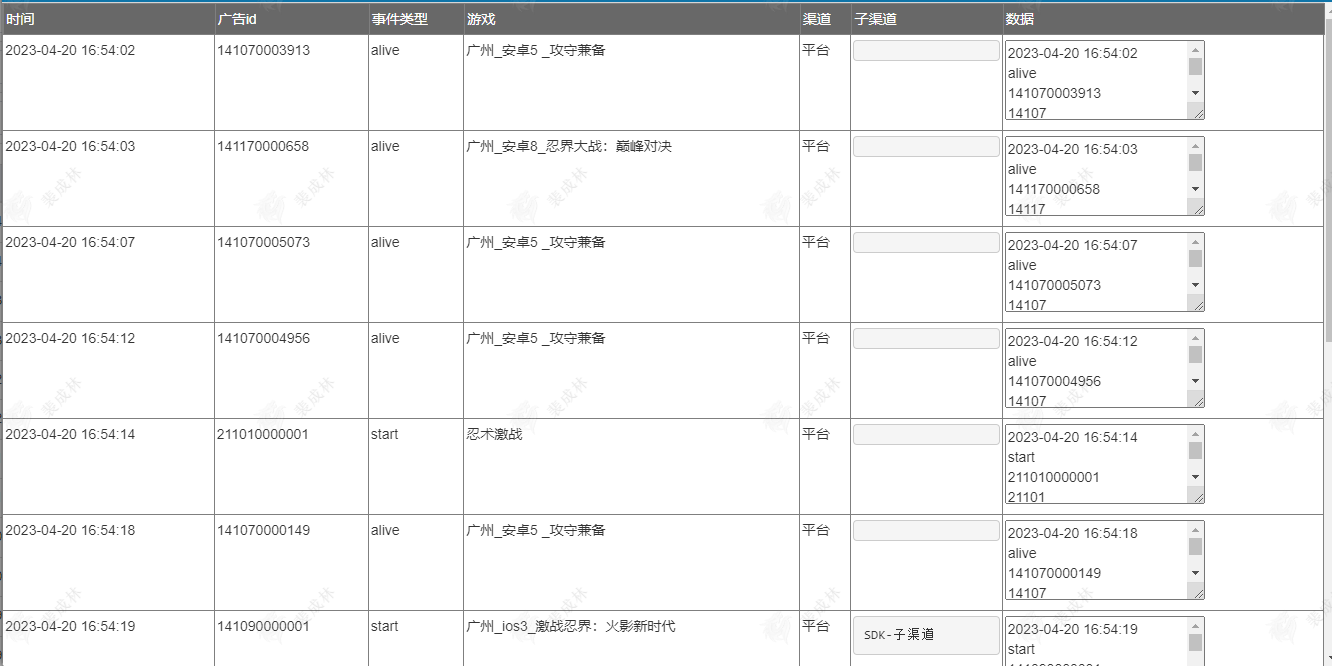 时间 广告id 事件类型 游戏 渠道 子渠道 数据
2023-04-20 16:54:02 141070003913 alive 广州_安卓5 _攻守兼备 平台 2023-04-20 16:54:02
alive
141070003913
14107
2023-04-20 16:54:03 141170000658 alive 广州_安卓8_忍界大战：巅峰对决 平台 2023-04-20 16:54:03
alive
141170000658
14117
2023-04-20 16:54:07 141070005073 alive 广州_安卓5 _攻守兼备 平台 2023-04-20 16:54:07
alive
141070005073
14107
2023-04-20 16:54:12 141070004956 alive 广州_安卓5 _攻守兼备 平台 2023-04-20 16:54:12
alive
141070004956
14107
2023-04-20 16:54:14 211010000001 start 忍术激战 平台 2023-04-20 16:54:14
start
211010000001
21101
2023-04-20 16:54:18 141070000149 alive 广州_安卓5 _攻守兼备 平台 2023-04-20 16:54:18
alive
141070000149
14107
2023-04-20 16:54:19 141090000001 start 广州_ios3_激战忍界：火影新时代 平台 SDK-子渠道 2023-04-20 16:54:19
start
裴成林